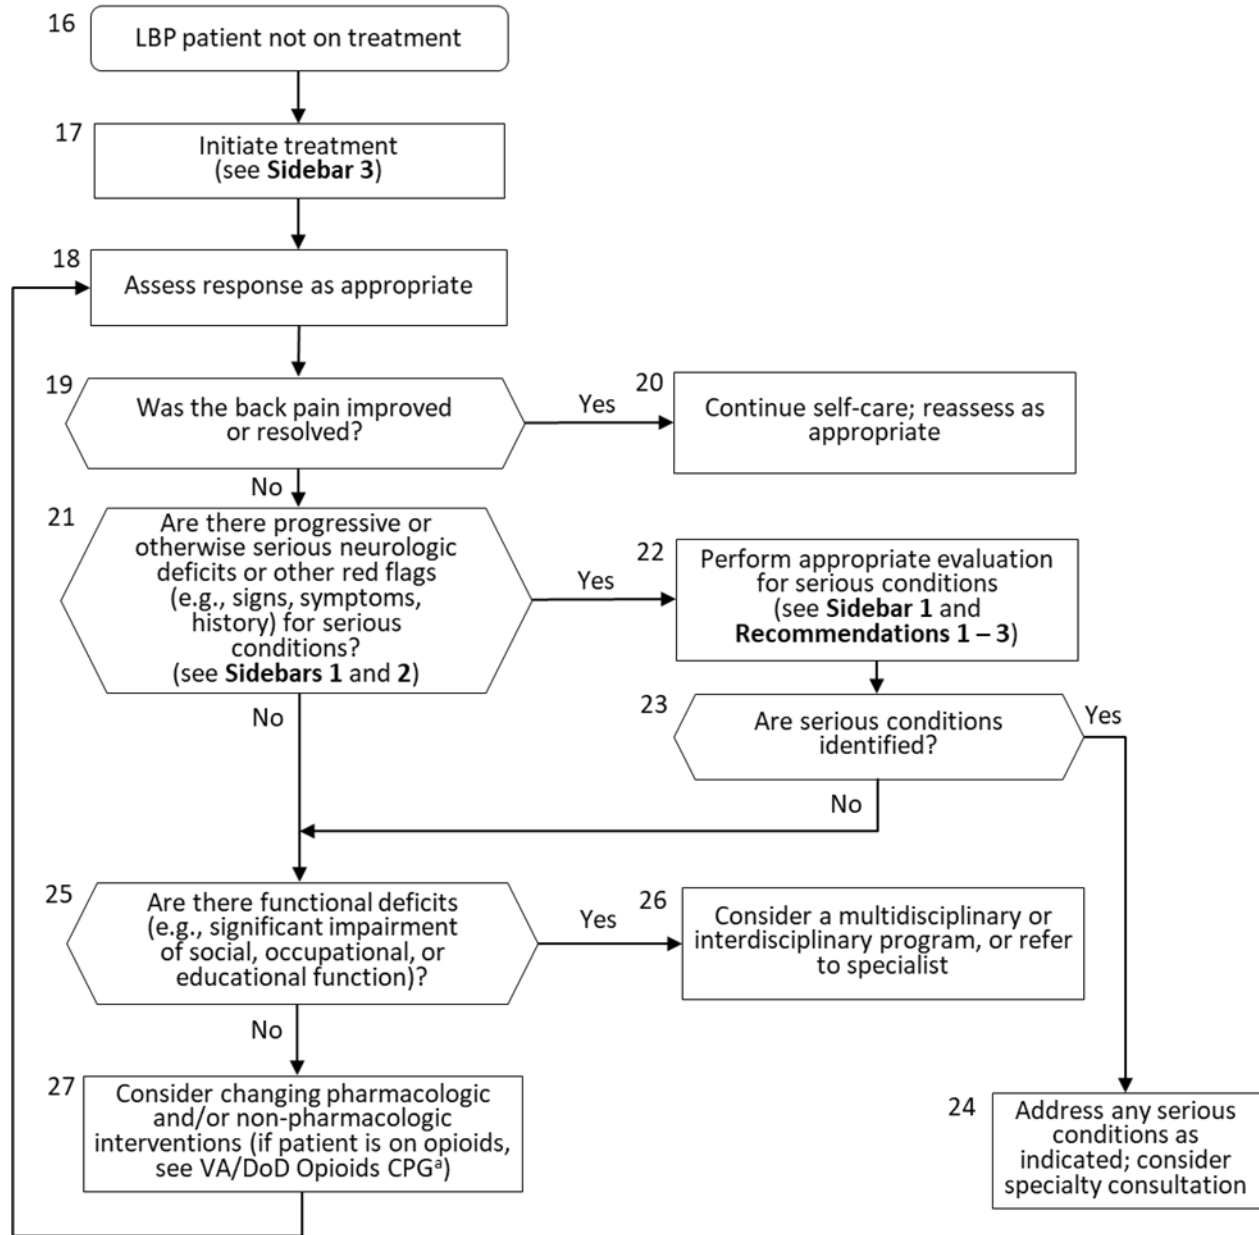 16
LBP patient not on treatment
17
Initiate treatment
(see Sidebar 3)
18
Assess response as appropriate
19
Was the back pain improved
or resolved?
Yes
20
Continue self-care; reassess as
appropriate
No
21
Are there progressive or
otherwise serious neurologic
deficits or other red flags
(e.g., signs, symptoms,
history) for serious
conditions?
(see Sidebars 1 and 2)
Yes
22
Perform appropriate evaluation
for serious conditions
(see Sidebar 1 and
Recommendations 1 – 3)
No
23
Are serious conditions
identified?
Yes
No
25
Are there functional deficits
(e.g., significant impairment
of social, occupational, or
educational function)?
Yes
26
Consider a multidisciplinary or
interdisciplinary program, or refer
to specialist
No
27
Consider changing pharmacologic
and/or non-pharmacologic
interventions (if patient is on opioids,
see VA/DoD Opioids CPGª)
24
Address any serious
conditions as
indicated; consider
specialty consultation